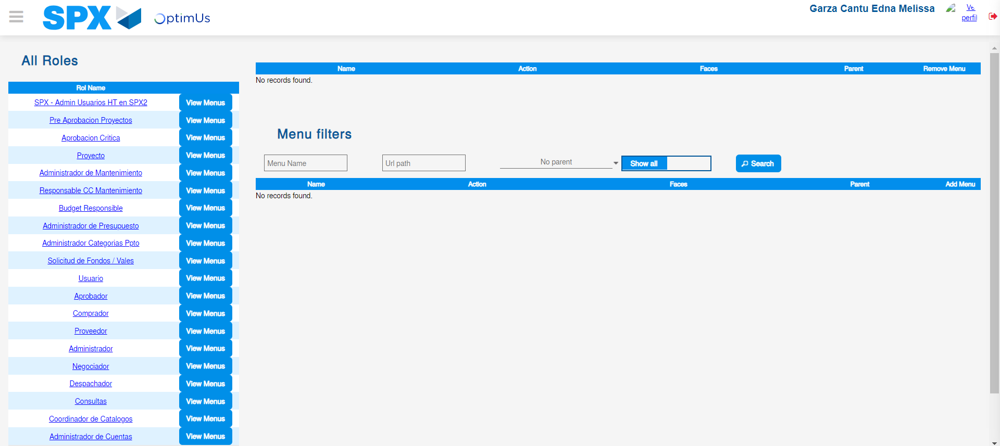 SPX
OptimUs
Garza Cantu Edna Melissa
perfil
All Roles
Rol Name
SPX - Admin Usuarios HT en SPX2 View Menus
Pre Aprobacion Proyectos View Menus
Aprobacion Critica View Menus
Proyecto View Menus
Administrador de Mantenimiento View Menus
Responsable CC Mantenimiento View Menus
Budget Responsible View Menus
Administrador de Presupuesto View Menus
Administrador Categorias Ppto View Menus
Solicitud de Fondos / Vales View Menus
Usuario View Menus
Aprobador View Menus
Comprador View Menus
Proveedor View Menus
Administrador View Menus
Negociador View Menus
Despachador View Menus
Consultas View Menus
Coordinador de Catalogos View Menus
Administrador de Cuentas View Menus
Name Action Faces Parent Remove Menu
No records found.
Menu filters
Menu Name Url path No parent Show all Search
Name Action Faces Parent Add Menu
No records found.